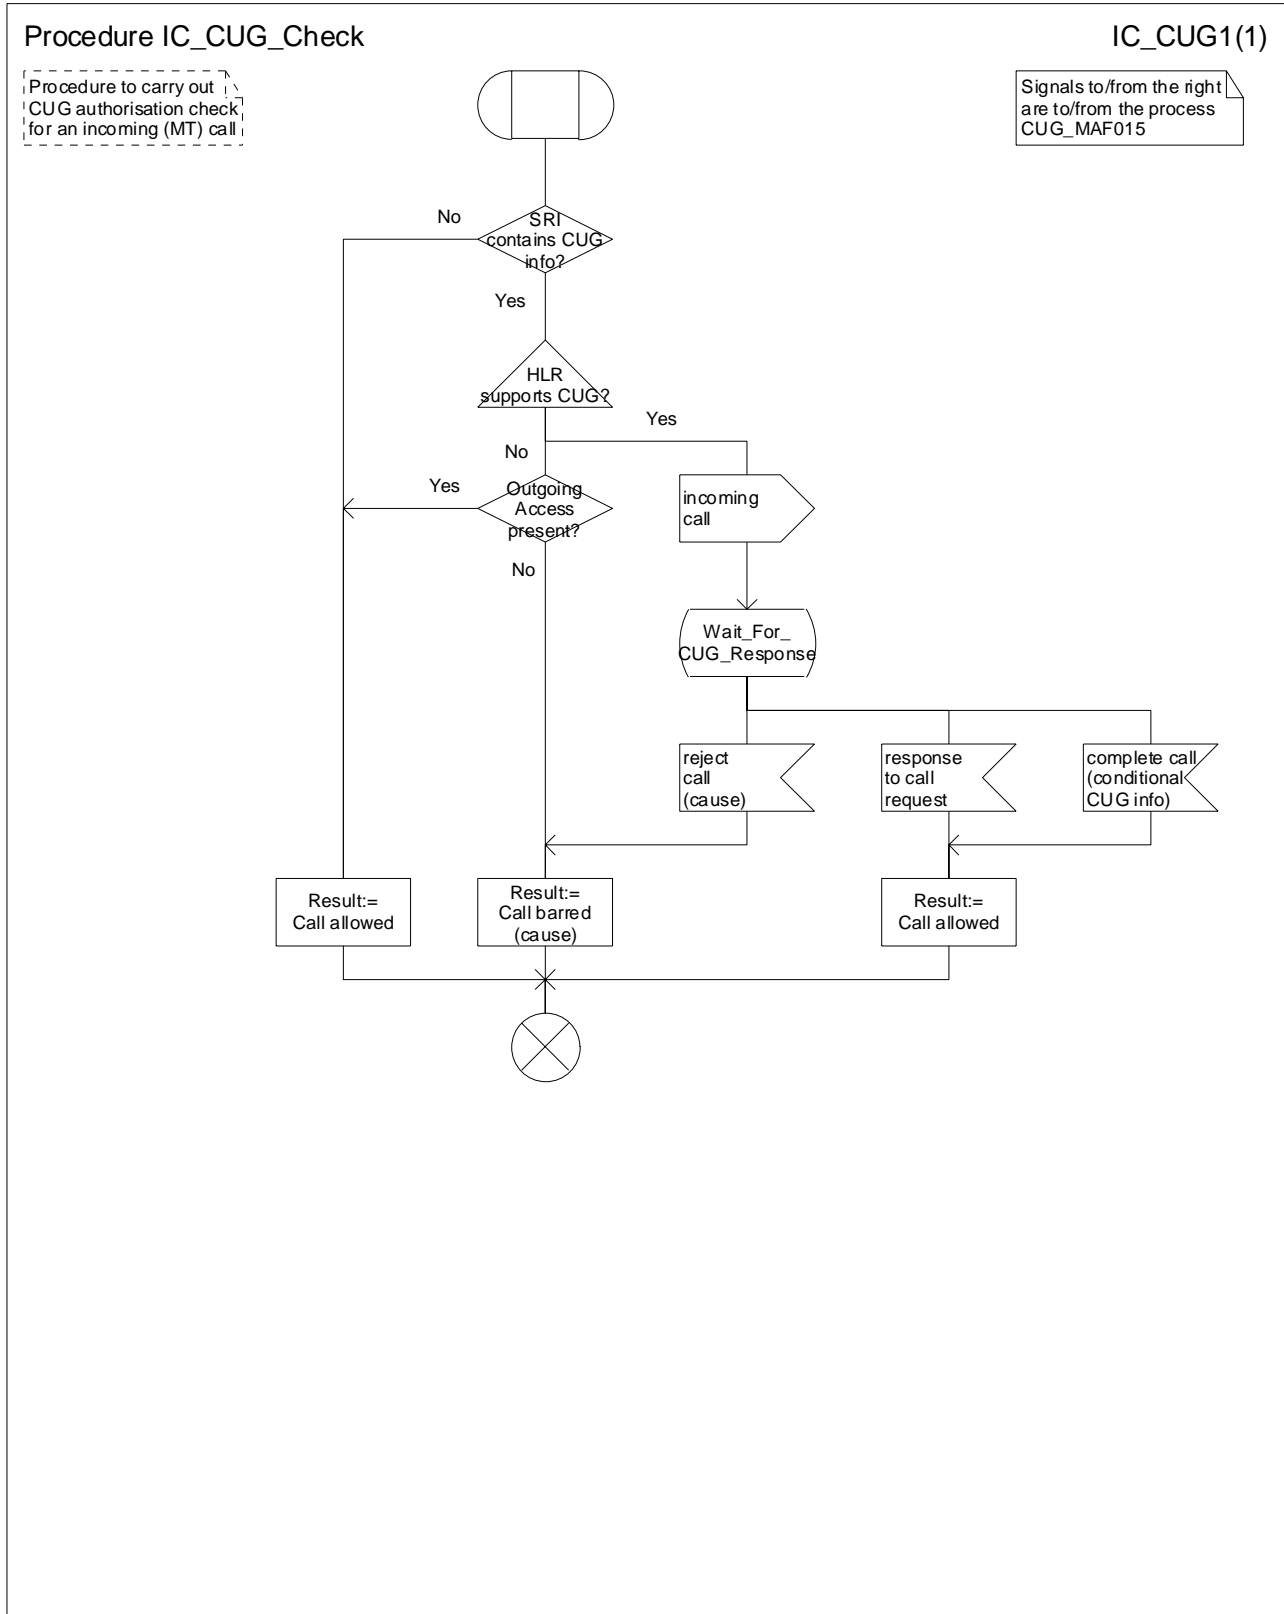 Procedure IC_CUG_Check
IC_CUG1(1)
Procedure to carry out
CUG authorisation check
for an incoming (MT) call
Signals to/from the right
are to/from the process
CUG_MAF015
No
SRI
contains CUG
info?
Yes
HLR
supports CUG?
Yes
No
Yes
Outgoing
Access
present?
incoming
call
No
Wait_For_
CUG_Response
reject
call
(cause)
response
to call
request
complete call
(conditional
CUG info)
Result:=
Call allowed
Result:=
Call barred
(cause)
Result:=
Call allowed